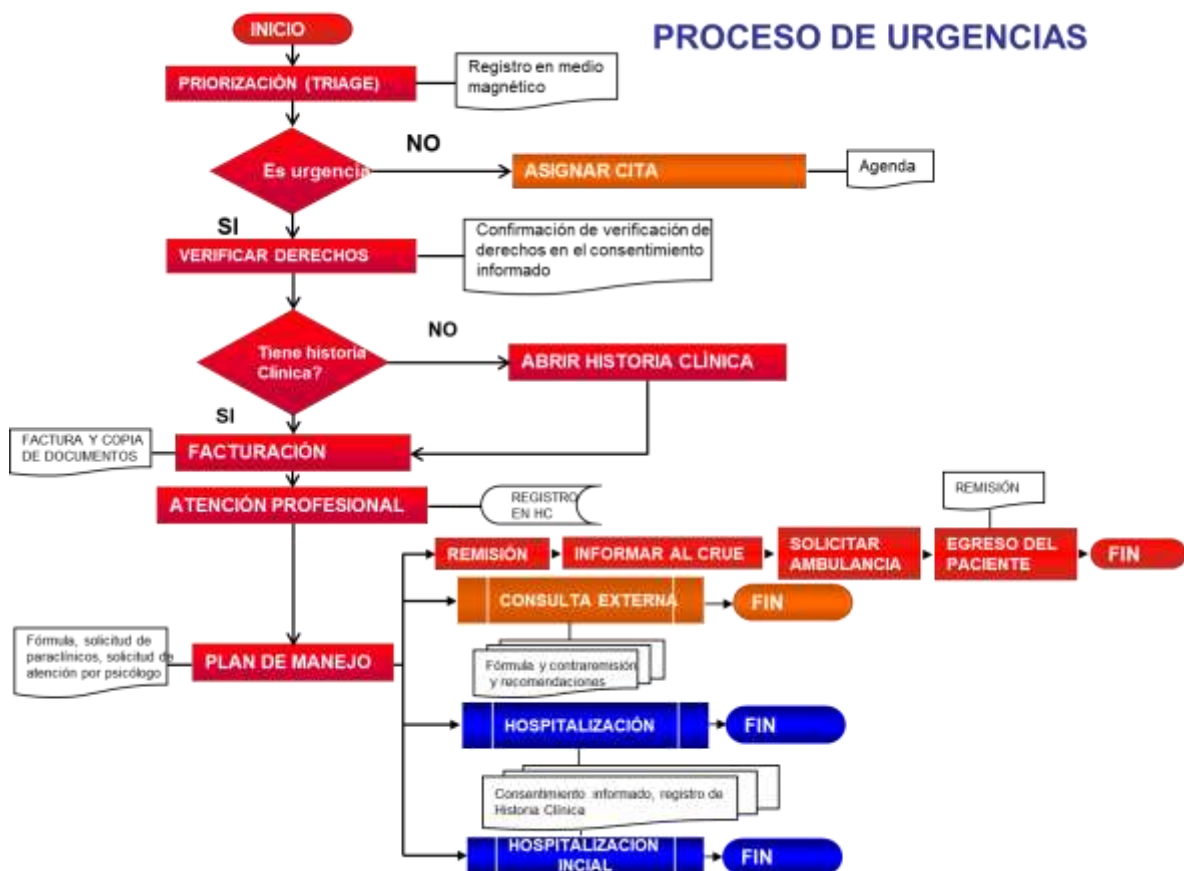 INICIO
PROCESO DE URGENCIAS
PRIORIZACIÓN (TRIAGE)
Registro en medio
magnético
NO
Es urgencia
ASIGNAR CITA
Agenda
SI
VERIFICAR DERECHOS
Confirmación de verificación de
derechos en el consentimiento
informado
NO
Tiene historia
Clinica?
ABRIR HISTORIA CLÍNICA
SI
FACTURA Y COPIA
DE DOCUMENTOS
FACTURACIÓN
ATENCIÓN PROFESIONAL
REGISTRO
EN HC
REMISIÓN
REMISIÓN
INFORMAR AL CRUE
SOLICITAR
AMBULANCIA
EGRESO DEL
PACIENTE
FIN
CONSULTA EXTERNA
FIN
Fórmula, solicitud de
paraclínicos, solicitud de
atención por psicólogo
PLAN DE MANEJO
Fórmula y contraremisión
y recomendaciones
HOSPITALIZACIÓN
FIN
Consentimiento informado, registro de
Historia Clínica
HOSPITALIZACION
INCIAL
FIN